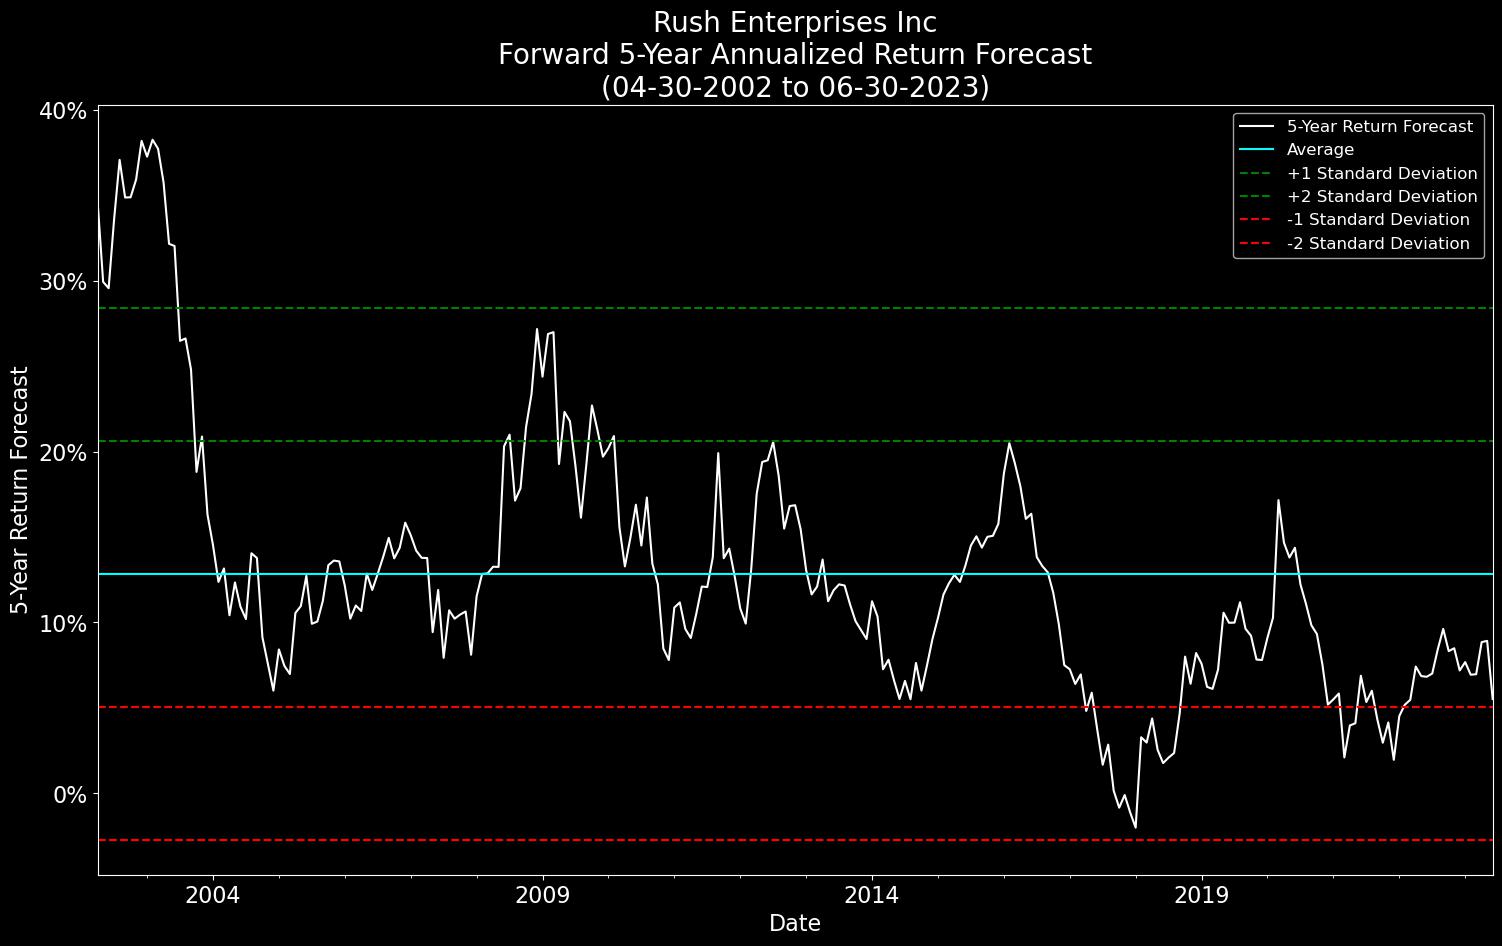 Rush Enterprises Inc
Forward 5-Year Annualized Return Forecast
(04-30-2002 to 06-30-2023)
5-Year Return Forecast
Average
+1 Standard Deviation
+2 Standard Deviation
-1 Standard Deviation
-2 Standard Deviation
40%
30%
20%
10%
0%
5-Year Return Forecast
2004
2009
2014
2019
Date